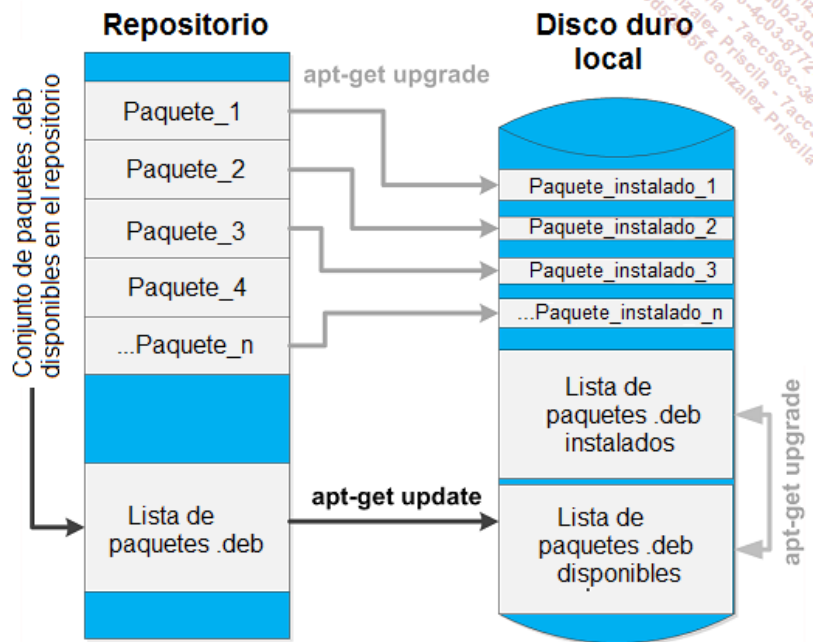 Repositorio
Disco duro
local
apt-get upgrade
Conjunto de paquetes .deb
disponibles en el repositorio
Paquete_1
Paquete_2
Paquete_3
Paquete_4
...Paquete_n
Lista de
paquetes .deb
apt-get update
Paquete_instalado_1
Paquete_instalado_2
Paquete_instalado_3
...Paquete_instalado_n
Lista de
paquetes .deb
instalados
Lista de
paquetes .deb
disponibles
apt-get upgrade